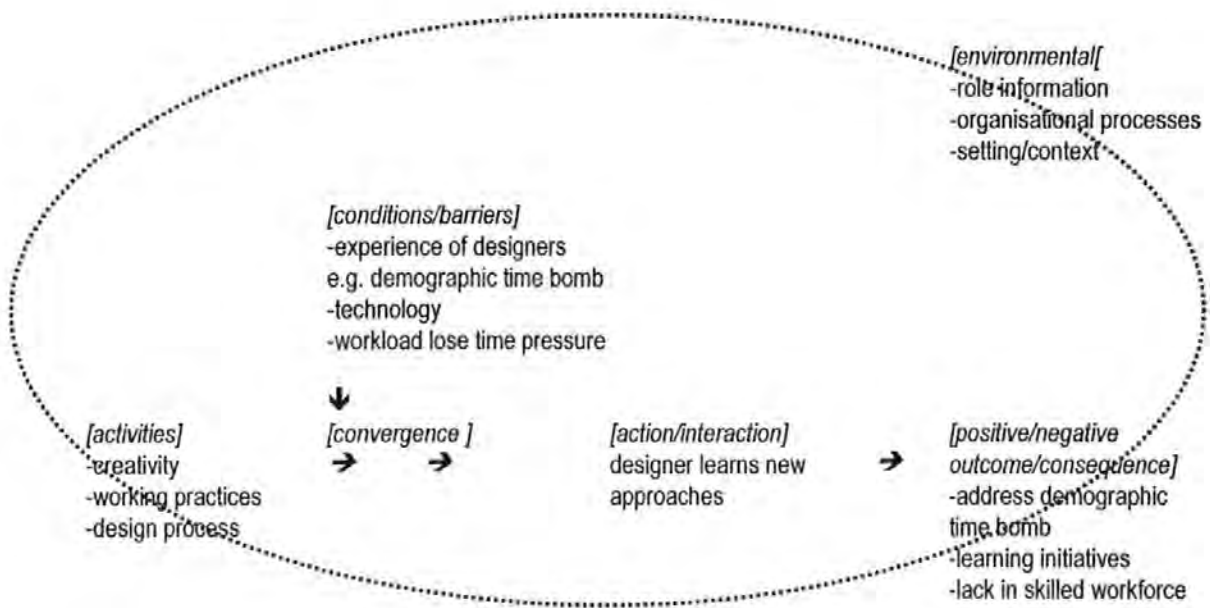 [environmental[
-role information
-organisational processes
-setting/context
[conditions/barriers]
-experience of designers
e.g. demographic time bomb
-technology
-workload lose time pressure
[activities]
-creativity
-working practices
-design process
[convergence ]
[action/interaction]
designer learns new
approaches
[positive/negative
outcome/consequence]
-address demographic
time bomb
-learning initiatives
-lack in skilled workforce